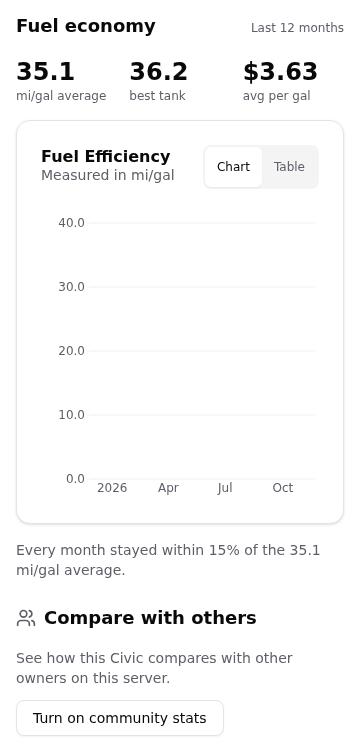 Fuel economy
Last 12 months
35.1
36.2
$3.63
mi/gal average
best tank
avg per gal
Fuel Efficiency
Measured in mi/gal
Chart
Table
40.0
30.0
20.0
10.0
0.0
2026
Apr
Jul
Oct
Every month stayed within 15% of the 35.1
mi/gal average.
Compare with others
See how this Civic compares with other
owners on this server.
Turn on community stats